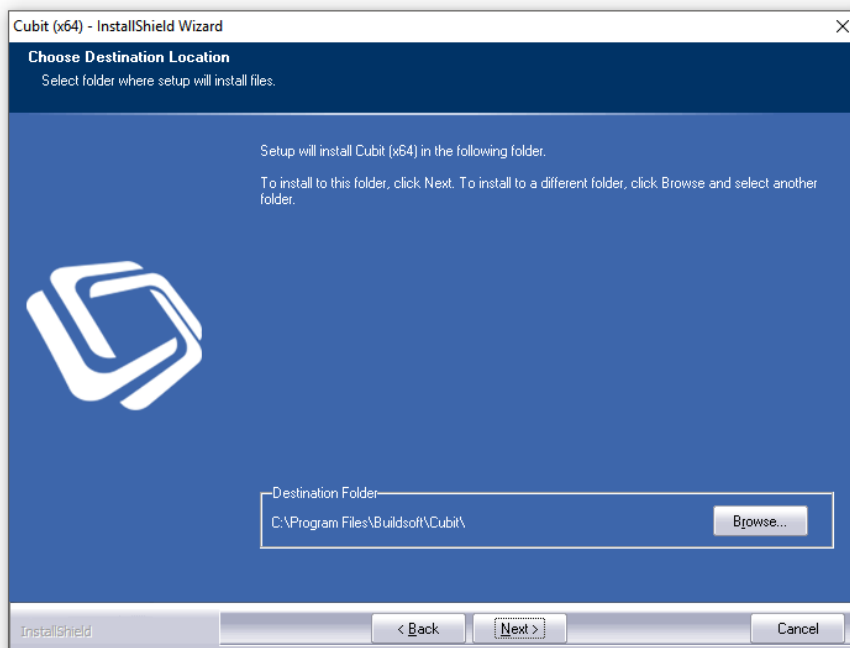 Cubit (x64) - InstallShield Wizard
Choose Destination Location
Select folder where setup will install files.
Setup will install Cubit (x64) in the following folder.
To install to this folder, click Next. To install to a different folder, click Browse and select another
folder.
Destination Folder
C:\Program Files\Buildsoft\Cubit\
Browse...
InstallShield
< Back
Next >
Cancel